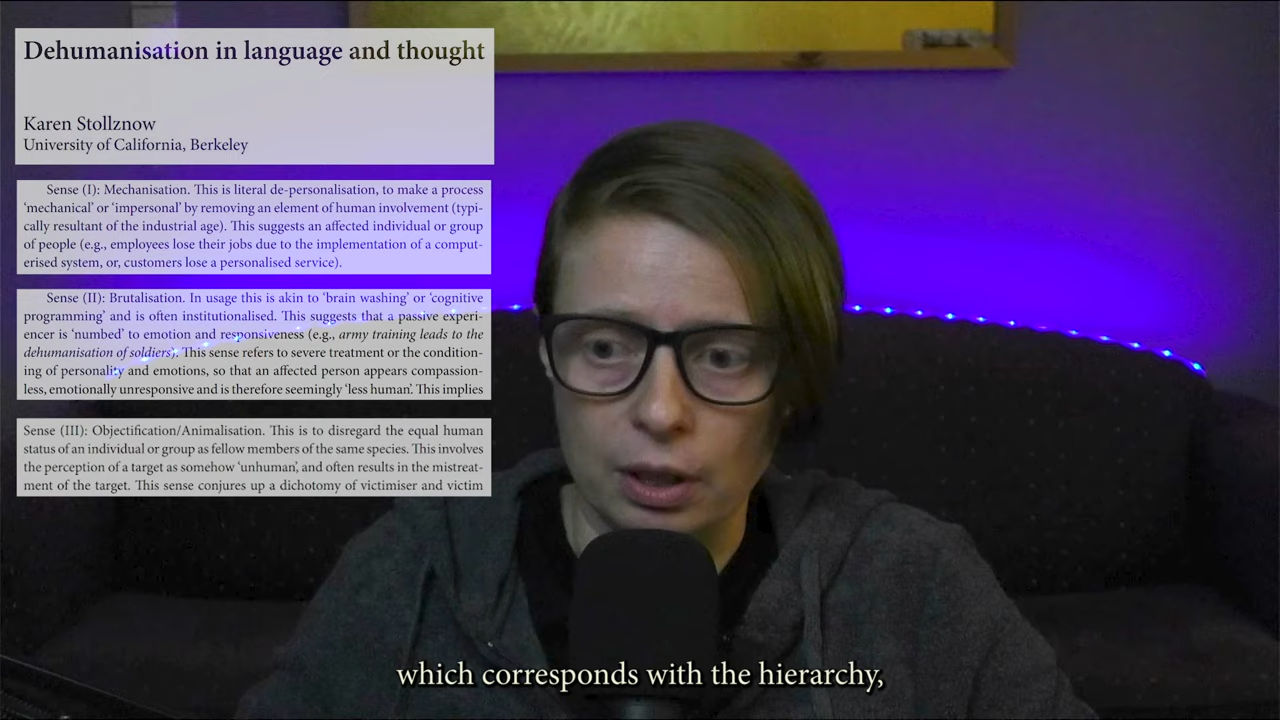 Dehumanisation in language and thought
Karen Stollznow
University of California, Berkeley
Sense (I): Mechanisation. This is literal de-personalisation, to make a process
‘mechanical’ or ‘impersonal’ by removing an element of human involvement (typi-
cally resultant of the industrial age). This suggests an affected individual or group
of people (e.g., employees lose their jobs due to the implementation of a comput-
erised system, or, customers lose a personalised service).
Sense (II): Brutalisation. In usage this is akin to ‘brain washing’ or ‘cognitive
programming’ and is often institutionalised. This suggests that a passive experi-
encer is ‘numbed’ to emotion and responsiveness (e.g., army training leads to the
dehumanisation of soldiers). This sense refers to severe treatment or the condition-
ing of personality and emotions, so that an affected person appears compassion-
less, emotionally unresponsive and is therefore seemingly ‘less human’. This implies
Sense (III): Objectification/Animalisation. This is to disregard the equal human
status of an individual or group as fellow members of the same species. This involves
the perception of a target as somehow ‘unhuman’, and often results in the mistreat-
ment of the target. This sense conjures up a dichotomy of victimiser and victim
which corresponds with the hierarchy,